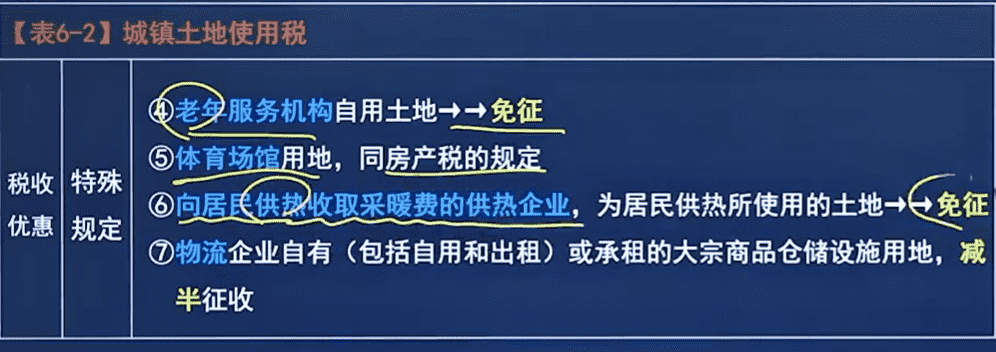 【表6-2】城镇土地使用税
税收
优惠
特殊
规定
④老年服务机构自用土地→→免征
⑤体育场馆用地，同房产税的规定
⑥向居民供热收取采暖费的供热企业，为居民供热所使用的土地→→免征
⑦物流企业自有（包括自用和出租）或承租的大宗商品仓储设施用地，减
半征收